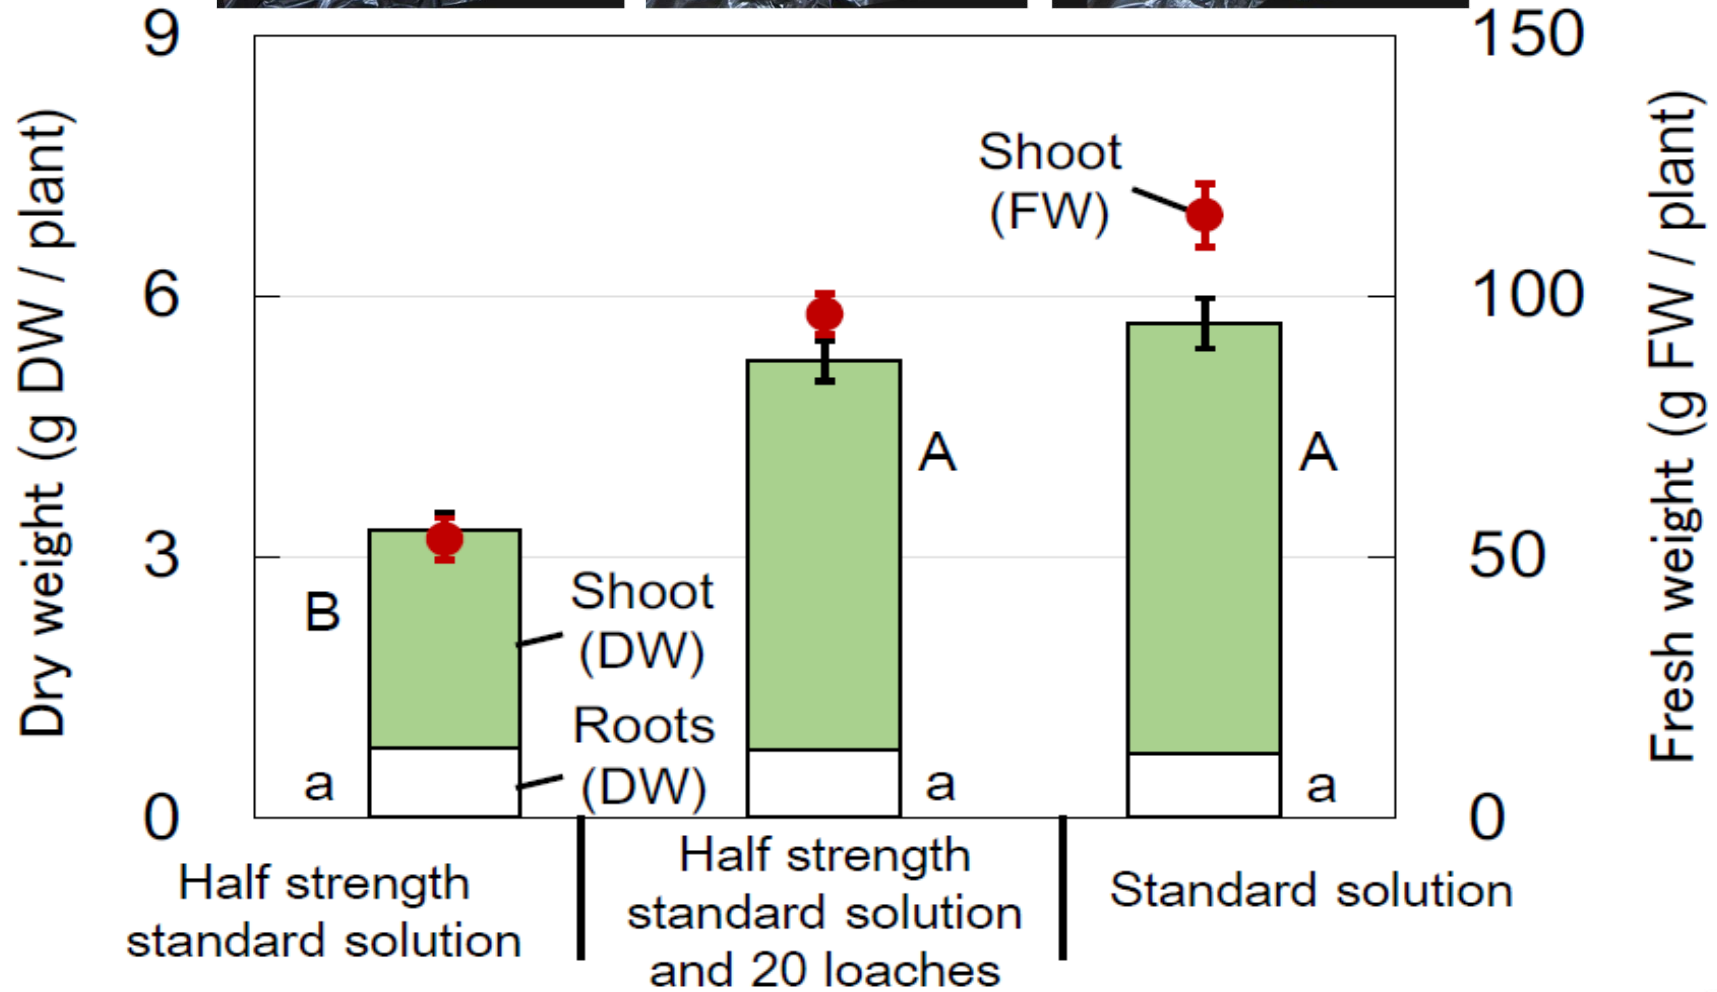 9
150
Dry weight (g DW / plant)
Fresh weight (g FW / plant)
Shoot
(FW)
6
100
A
A
3
50
B
Shoot
(DW)
Roots
(DW)
a
a
a
0
0
Half strength
standard solution
Half strength
standard solution
and 20 loaches
Standard solution